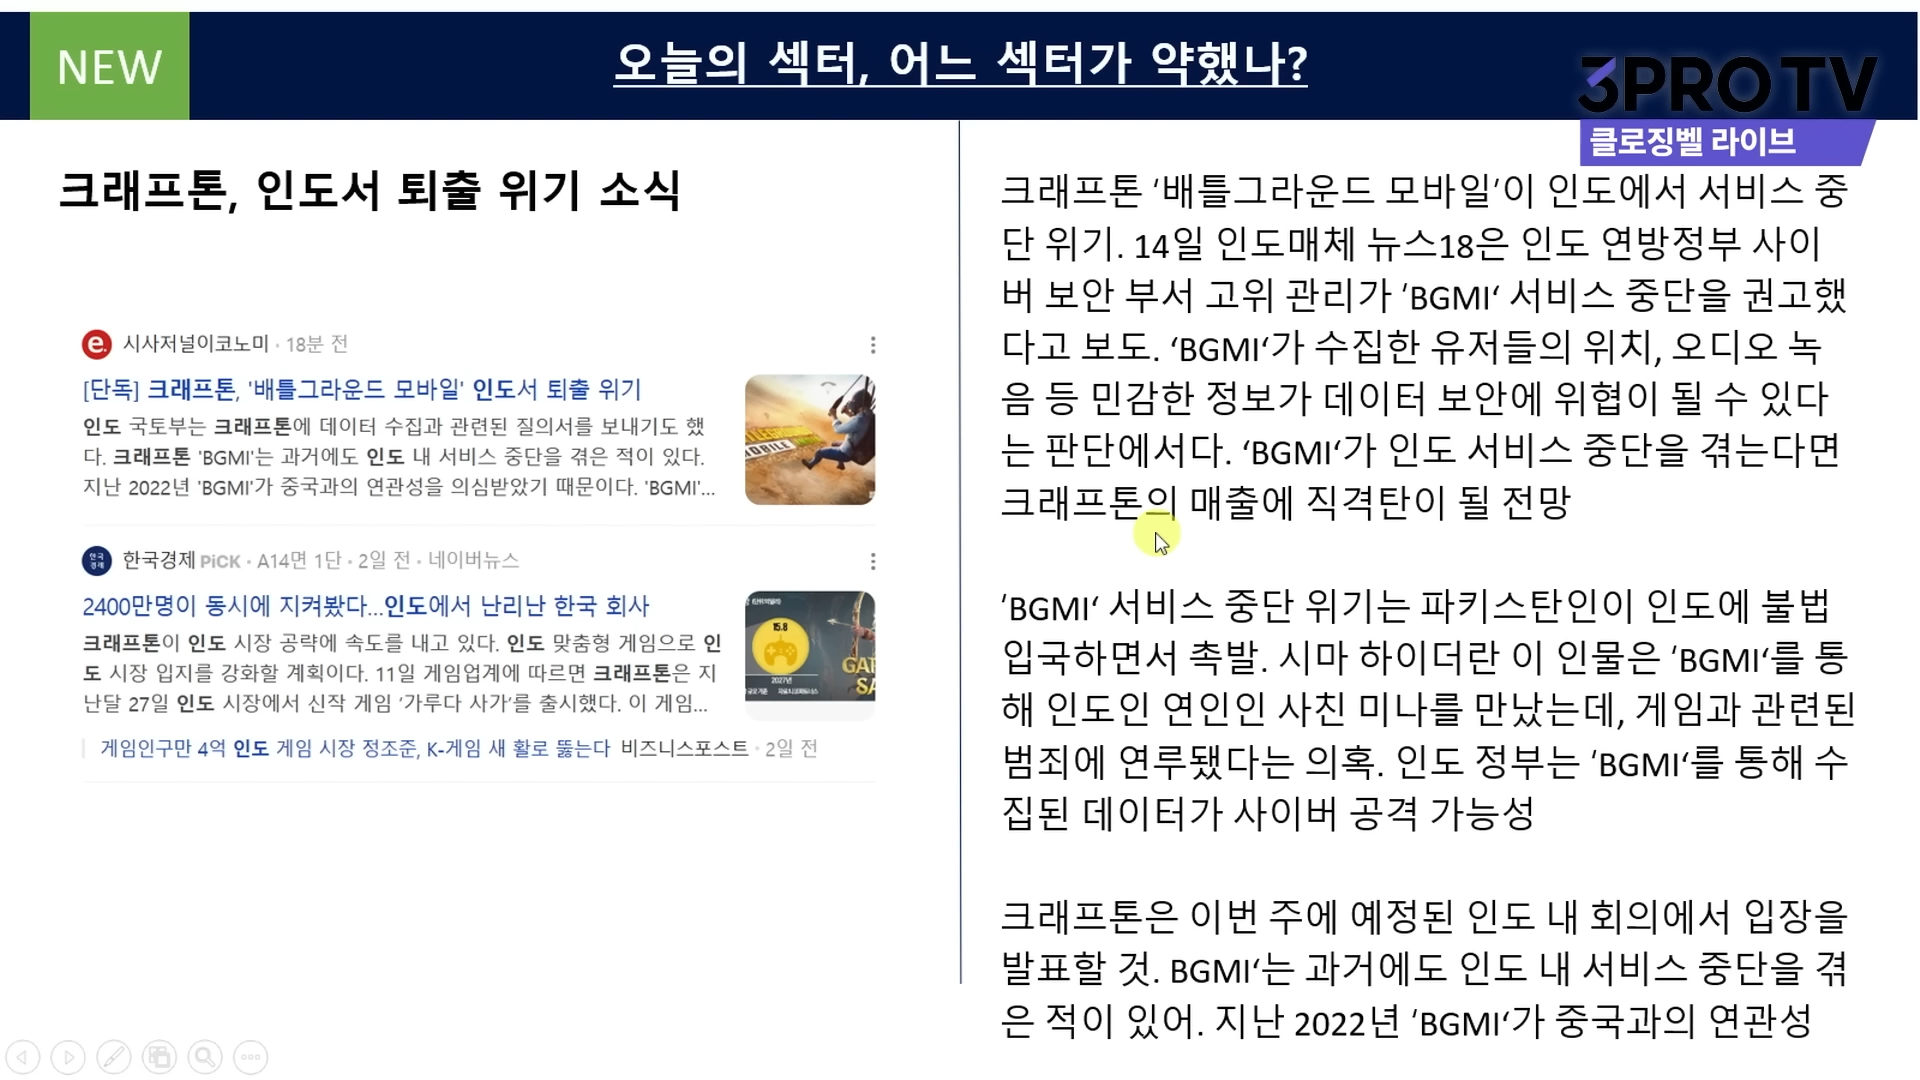 NEW
오늘의 섹터, 어느 섹터가 약했나?
3PRO TV
클로징벨 라이브
크래프톤, 인도서 퇴출 위기 소식
e. 시사저널이코노미 · 18분 전
[단독] 크래프톤, '배틀그라운드 모바일' 인도서 퇴출 위기
인도 국토부는 크래프톤에 데이터 수집과 관련된 질의서를 보내기도 했
다. 크래프톤 'BGMI'는 과거에도 인도 내 서비스 중단을 겪은 적이 있다.
지난 2022년 'BGMI'가 중국과의 연관성을 의심받았기 때문이다. 'BGMI'...
MOBILE
한국경제 한국경제 PiCK · A14면 1단 · 2일 전 · 네이버뉴스
2400만명이 동시에 지켜봤다...인도에서 난리난 한국 회사
크래프톤이 인도 시장 공략에 속도를 내고 있다. 인도 맞춤형 게임으로 인
도 시장 입지를 강화할 계획이다. 11일 게임업계에 따르면 크래프톤은 지
난달 27일 인도 시장에서 신작 게임 ‘가루다 사가’를 출시했다. 이 게임...
15.8
2027년
GA
SA
게임인구만 4억 인도 게임 시장 정조준, K-게임 새 활로 뚫는다 비즈니스포스트 · 2일 전
크래프톤 ‘배틀그라운드 모바일’이 인도에서 서비스 중
단 위기. 14일 인도매체 뉴스18은 인도 연방정부 사이
버 보안 부서 고위 관리가 ‘BGMI‘ 서비스 중단을 권고했
다고 보도. ‘BGMI‘가 수집한 유저들의 위치, 오디오 녹
음 등 민감한 정보가 데이터 보안에 위협이 될 수 있다
는 판단에서다. ‘BGMI‘가 인도 서비스 중단을 겪는다면
크래프톤의 매출에 직격탄이 될 전망
‘BGMI‘ 서비스 중단 위기는 파키스탄인이 인도에 불법
입국하면서 촉발. 시마 하이더란 이 인물은 ‘BGMI‘를 통
해 인도인 연인인 사친 미나를 만났는데, 게임과 관련된
범죄에 연루됐다는 의혹. 인도 정부는 ‘BGMI‘를 통해 수
집된 데이터가 사이버 공격 가능성
크래프톤은 이번 주에 예정된 인도 내 회의에서 입장을
발표할 것. BGMI‘는 과거에도 인도 내 서비스 중단을 겪
은 적이 있어. 지난 2022년 ‘BGMI‘가 중국과의 연관성